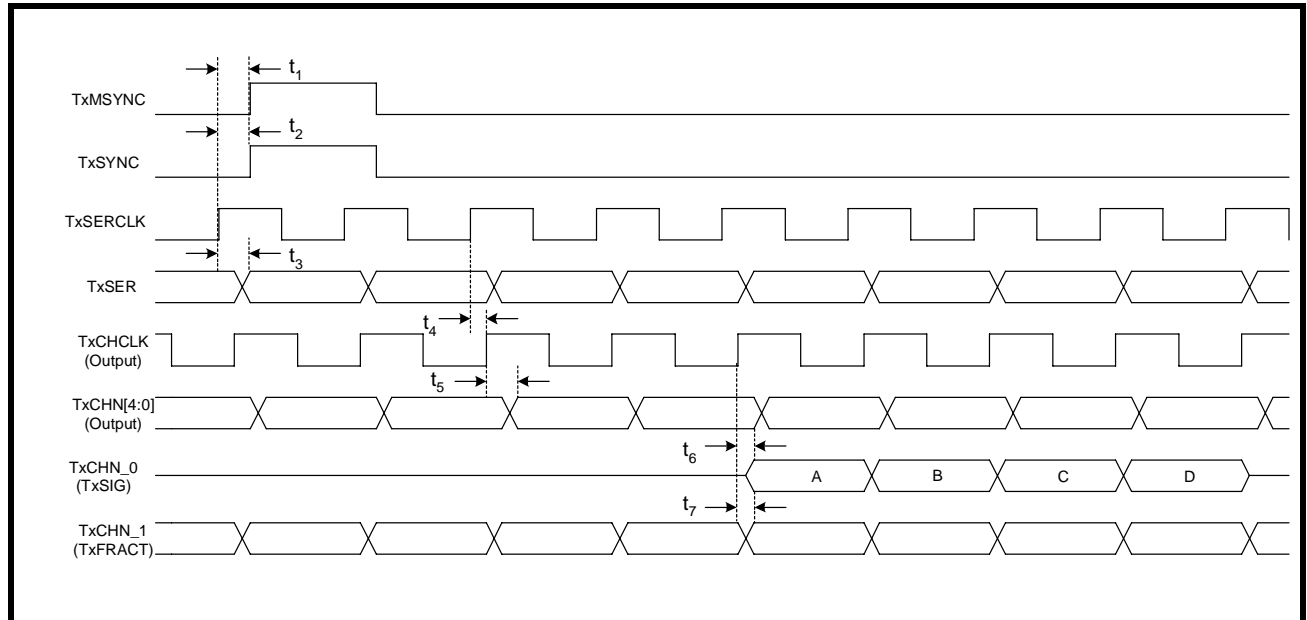 t1
TxMSYNC
t2
TxSYNC
TxSERCLK
t3
TxSER
t4
TxCHCLK
(Output)
t5
TxCHN[4:0]
(Output)
t6
TxCHN_0
(TxSIG)
A B C D
t7
TxCHN_1
(TxFRACT)